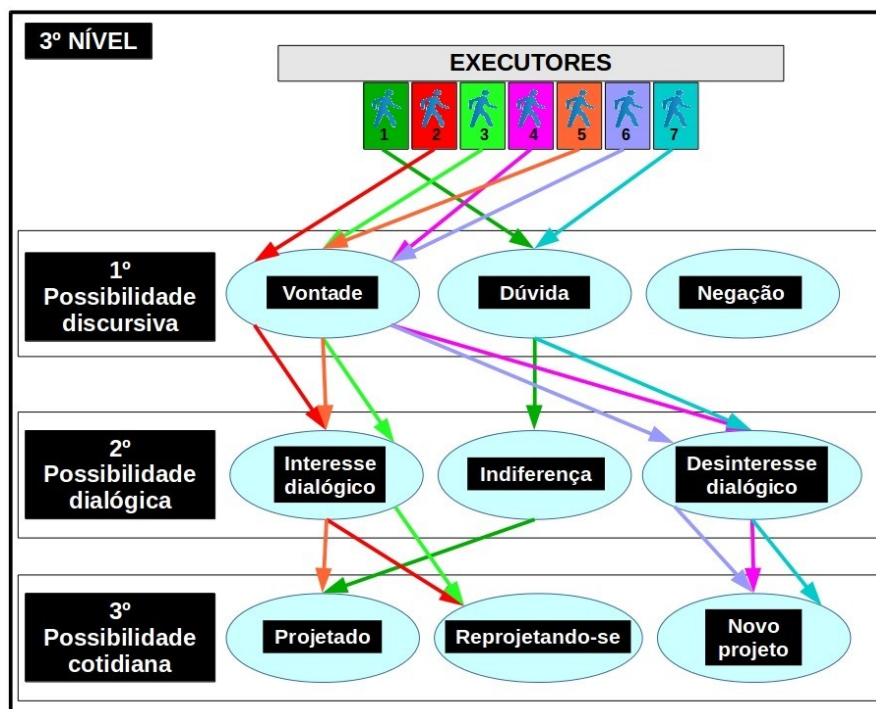 3º NÍVEL
EXECUTORES
1 2 3 4 5 6 7
1º
Possibilidade
discursiva
Vontade
Dúvida
Negação
2º
Possibilidade
dialógica
Interesse
dialógico
Indiferença
Desinteresse
dialógico
3º
Possibilidade
cotidiana
Projetado
Reprojetando-se
Novo
projeto